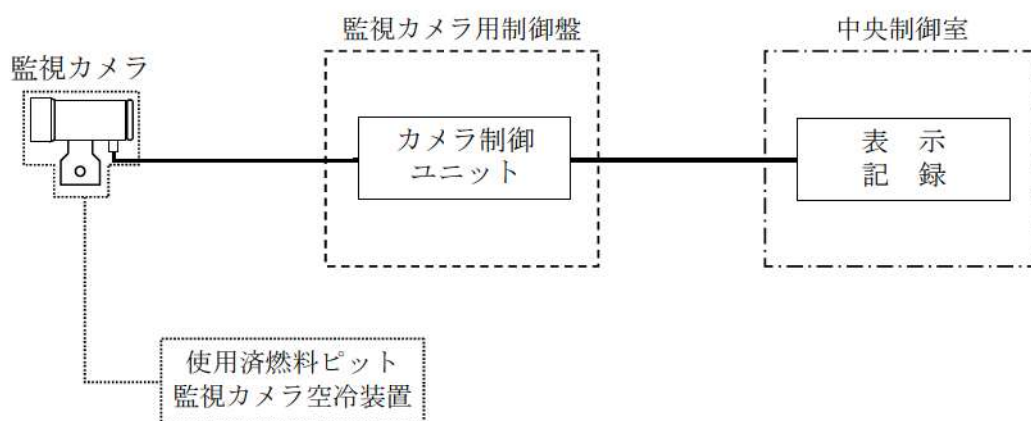 監視カメラ
監視カメラ用制御盤
中央制御室
カメラ制御
ユニット
表　示
記　録
使用済燃料ピット
監視カメラ空冷装置